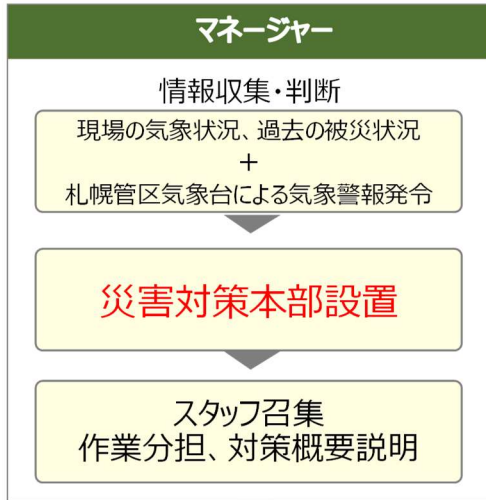 マネージャー
情報収集・判断
現場の気象状況、過去の被災状況
+
札幌管区気象台による気象警報発令
災害対策本部設置
スタッフ召集
作業分担、対策概要説明